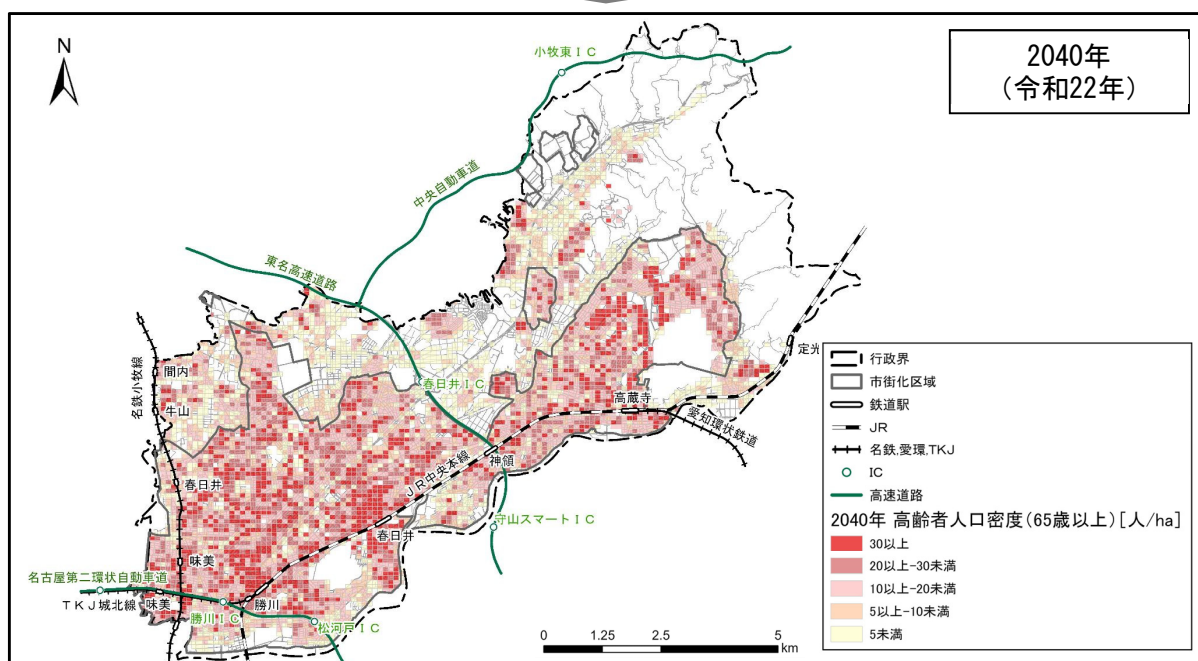 N
2040年
(令和22年)
小牧東IC
中央自動車道
東名高速道路
名鉄小牧線
間内
牛山
春日井IC
定光
高蔵寺
愛知環状鉄道
JR中央本線
神領
春日井
守山スマートIC
春日井
味美
名古屋第二環状自動車道
TKJ城北線
味美
勝川
勝川IC
松河戸IC
0 1.25 2.5 5
km
行政界
市街化区域
鉄道駅
JR
名鉄,愛環,TKJ
IC
高速道路
2040年 高齢者人口密度(65歳以上)[人/ha]
30以上
20以上-30未満
10以上-20未満
5以上-10未満
5未満